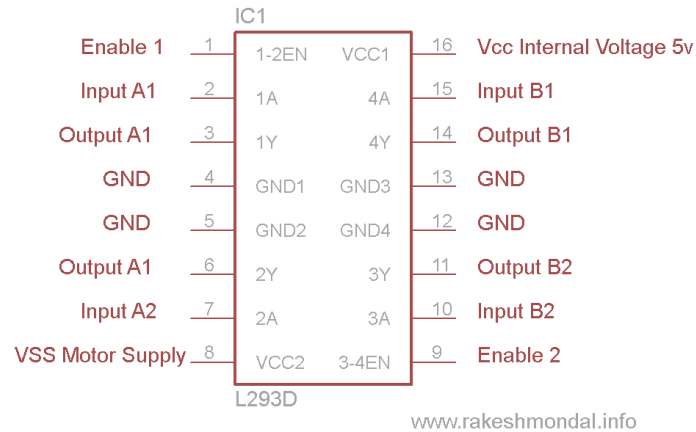 IC1
Enable 1 1 1-2EN VCC1 16 Vcc Internal Voltage 5v
Input A1 2 1A 4A 15 Input B1
Output A1 3 1Y 4Y 14 Output B1
GND 4 GND1 GND3 13 GND
GND 5 GND2 GND4 12 GND
Output A1 6 2Y 3Y 11 Output B2
Input A2 7 2A 3A 10 Input B2
VSS Motor Supply 8 VCC2 3-4EN 9 Enable 2
L293D
www.rakeshmondal.info